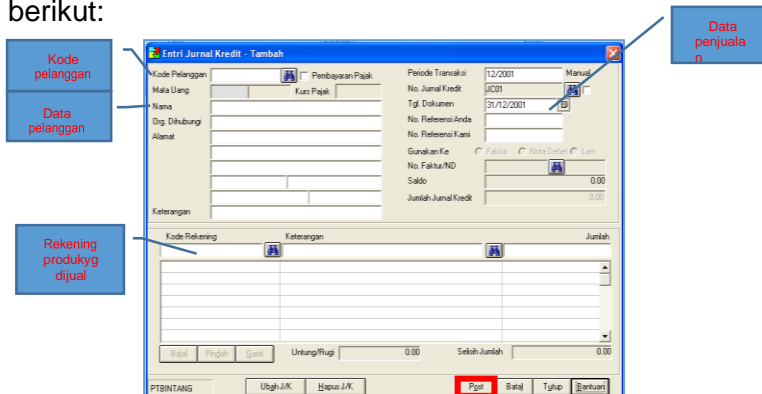 berikut:
Data
penjuala
n
Kode
pelanggan
Data
pelanggan
Rekening
produkyg
dijual
Entri Jurnal Kredit - Tambah
Kode Pelanggan
Pembayaran Pajak
Mata Uang
Kurs Pajak
Nama
Org. Dihubungi
Alamat
Keterangan
Periode Transaksi 12/2001 Manual
No. Jurnal Kredit JC01
Tgl. Dokumen 31/12/2001
No. Referensi Anda
No. Referensi Kami
Gunakan Ke Faktur Nota Debet Lain
No. Faktur/ND
Saldo 0.00
Jumlah Jurnal Kredit 0.00
Kode Rekening Keterangan Jumlah
Batal Pindah Ganti Untung/Rugi 0.00 Selisih Jumlah 0.00
PTBINTANG Ubah J/K Hapus J/K Post Batal Tutup Bantuan